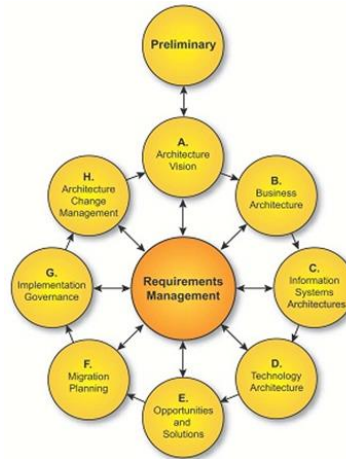 Preliminary
A.
Architecture
Vision
B.
Business
Architecture
C.
Information
Systems
Architectures
D.
Technology
Architecture
E.
Opportunities
and
Solutions
F.
Migration
Planning
G.
Implementation
Governance
H.
Architecture
Change
Management
Requirements
Management